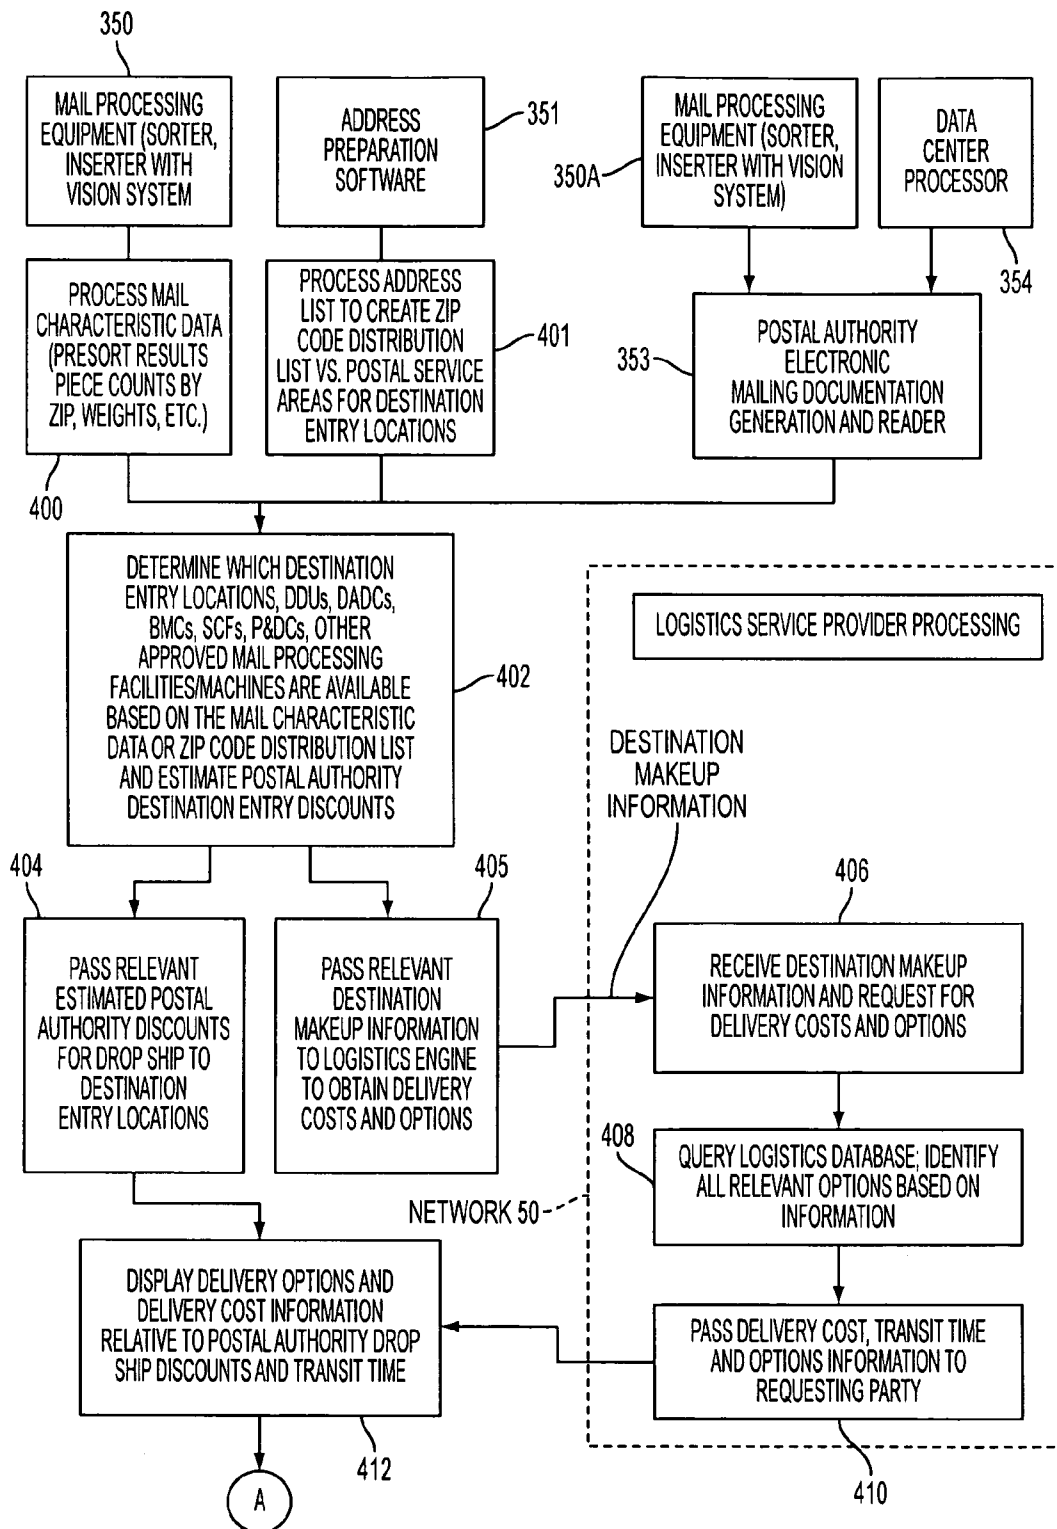 350
MAIL PROCESSING
EQUIPMENT (SORTER,
INSERTER WITH
VISION SYSTEM
ADDRESS
PREPARATION
SOFTWARE
351
MAIL PROCESSING
EQUIPMENT (SORTER,
INSERTER WITH VISION
SYSTEM)
350A
DATA
CENTER
PROCESSOR
354
PROCESS MAIL
CHARACTERISTIC DATA
(PRESORT RESULTS
PIECE COUNTS BY
ZIP, WEIGHTS, ETC.)
400
PROCESS ADDRESS
LIST TO CREATE ZIP
CODE DISTRIBUTION
LIST VS. POSTAL SERVICE
AREAS FOR DESTINATION
ENTRY LOCATIONS
401
353
POSTAL AUTHORITY
ELECTRONIC
MAILING DOCUMENTATION
GENERATION AND READER
DETERMINE WHICH DESTINATION
ENTRY LOCATIONS, DDUs, DADCs,
BMCs, SCFs, P&DCs, OTHER
APPROVED MAIL PROCESSING
FACILITIES/MACHINES ARE AVAILABLE
BASED ON THE MAIL CHARACTERISTIC
DATA OR ZIP CODE DISTRIBUTION LIST
AND ESTIMATE POSTAL AUTHORITY
DESTINATION ENTRY DISCOUNTS
402
LOGISTICS SERVICE PROVIDER PROCESSING
DESTINATION
MAKEUP
INFORMATION
404
PASS RELEVANT
ESTIMATED POSTAL
AUTHORITY DISCOUNTS
FOR DROP SHIP TO
DESTINATION
ENTRY LOCATIONS
405
PASS RELEVANT
DESTINATION
MAKEUP INFORMATION
TO LOGISTICS ENGINE
TO OBTAIN DELIVERY
COSTS AND OPTIONS
406
RECEIVE DESTINATION MAKEUP
INFORMATION AND REQUEST FOR
DELIVERY COSTS AND OPTIONS
408
QUERY LOGISTICS DATABASE; IDENTIFY
ALL RELEVANT OPTIONS BASED ON
INFORMATION
NETWORK 50
DISPLAY DELIVERY OPTIONS AND
DELIVERY COST INFORMATION
RELATIVE TO POSTAL AUTHORITY DROP
SHIP DISCOUNTS AND TRANSIT TIME
412
PASS DELIVERY COST, TRANSIT TIME
AND OPTIONS INFORMATION TO
REQUESTING PARTY
410
A